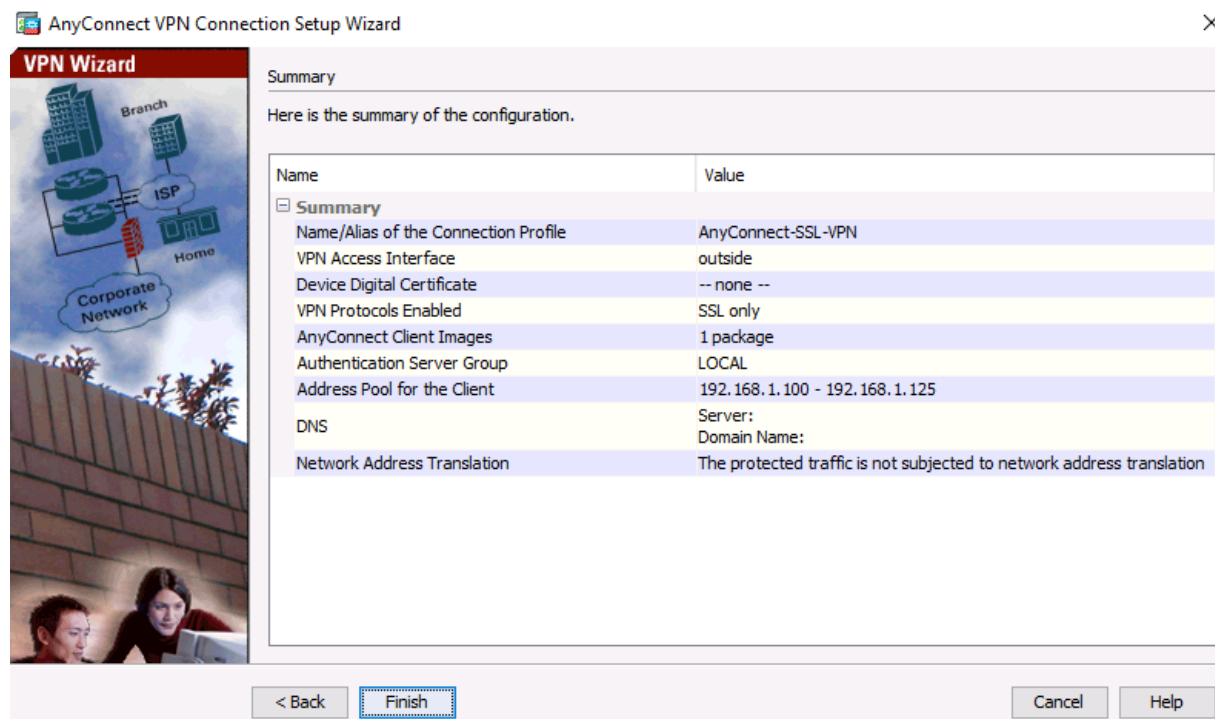 AnyConnect VPN Connection Setup Wizard
VPN Wizard
Branch
ISP
Home
Corporate
Network
Summary
Here is the summary of the configuration.
Name Value
Summary
Name/Alias of the Connection Profile AnyConnect-SSL-VPN
VPN Access Interface outside
Device Digital Certificate -- none --
VPN Protocols Enabled SSL only
AnyConnect Client Images 1 package
Authentication Server Group LOCAL
Address Pool for the Client 192.168.1.100 - 192.168.1.125
DNS Server:
Domain Name:
Network Address Translation The protected traffic is not subjected to network address translation
< Back Finish Cancel Help